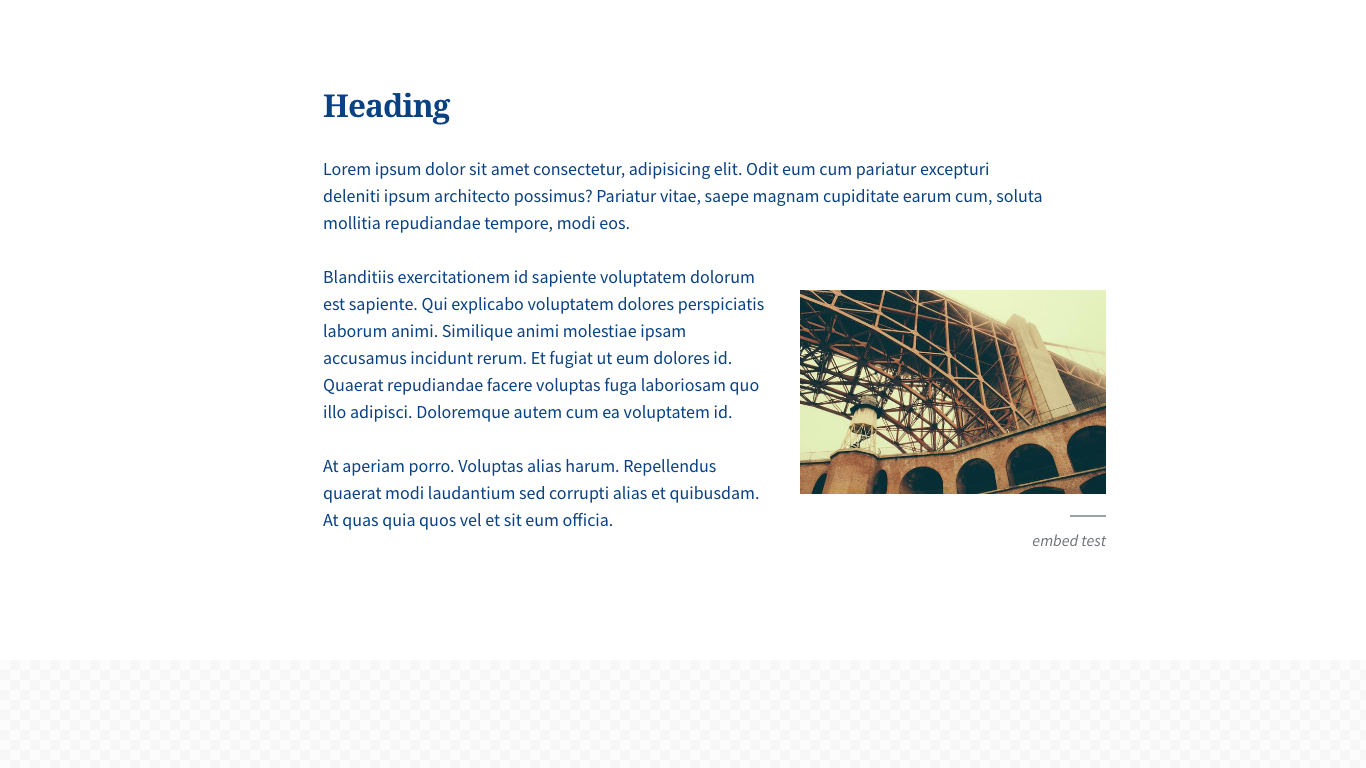 Heading
Lorem ipsum dolor sit amet consectetur, adipisicing elit. Odit eum cum pariatur excepturi
deleniti ipsum architecto possimus? Pariatur vitae, saepe magnam cupiditate earum cum, soluta
mollitia repudiandae tempore, modi eos.
Blanditiis exercitationem id sapiente voluptatem dolorum
est sapiente. Qui explicabo voluptatem dolores perspiciatis
laborum animi. Similique animi molestiae ipsam
accusamus incidunt rerum. Et fugiat ut eum dolores id.
Quaerat repudiandae facere voluptas fuga laboriosam quo
illo adipisci. Doloremque autem cum ea voluptatem id.
At aperiam porro. Voluptas alias harum. Repellendus
quaerat modi laudantium sed corrupti alias et quibusdam.
At quas quia quos vel et sit eum officia.
embed test